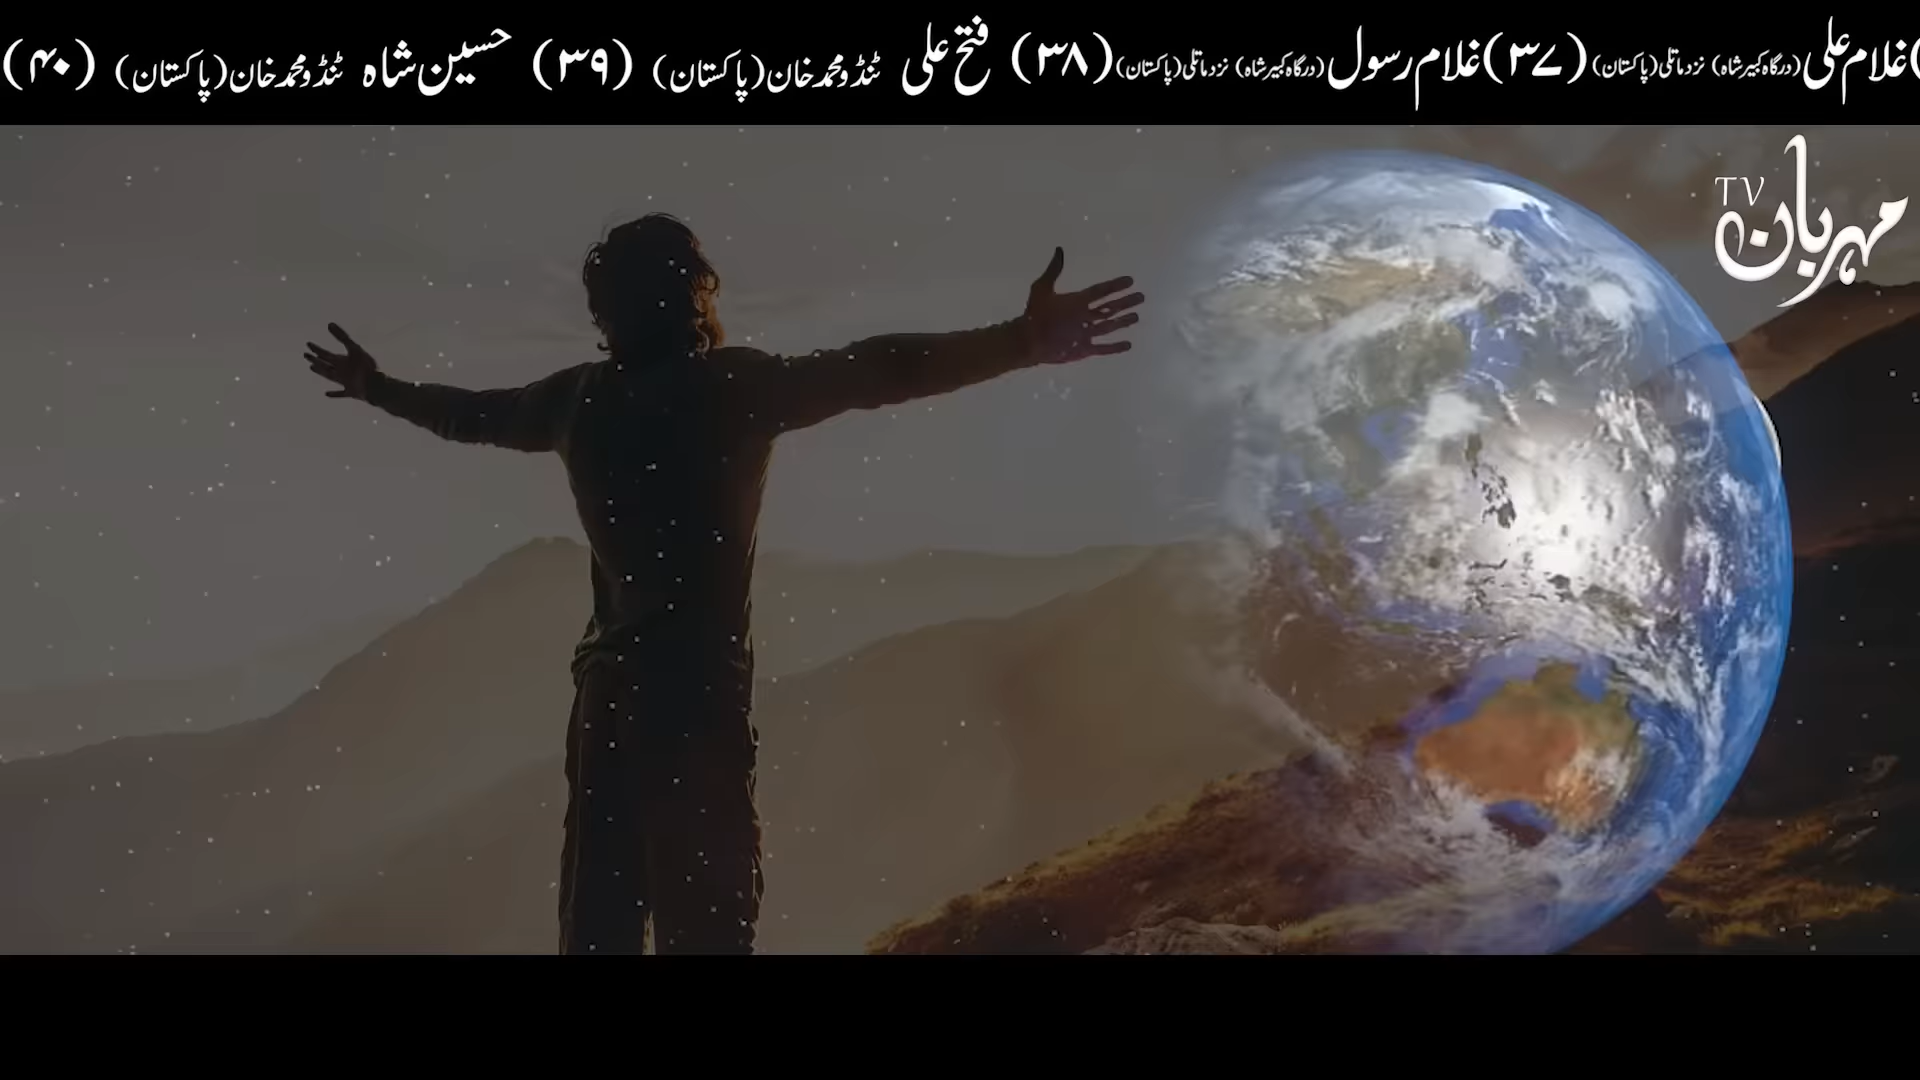 )غلام علی (درگاہ کبیر شاہ) نزد ماتلی (پاکستان) (۳۷) غلام رسول (درگاہ کبیر شاہ) نزد ماتلی (پاکستان) (۳۸) فتح علی ٹنڈو محمد خان (پاکستان) (۳۹) حسین شاہ ٹنڈو محمد خان (پاکستان) (۴۰)
مہربان TV